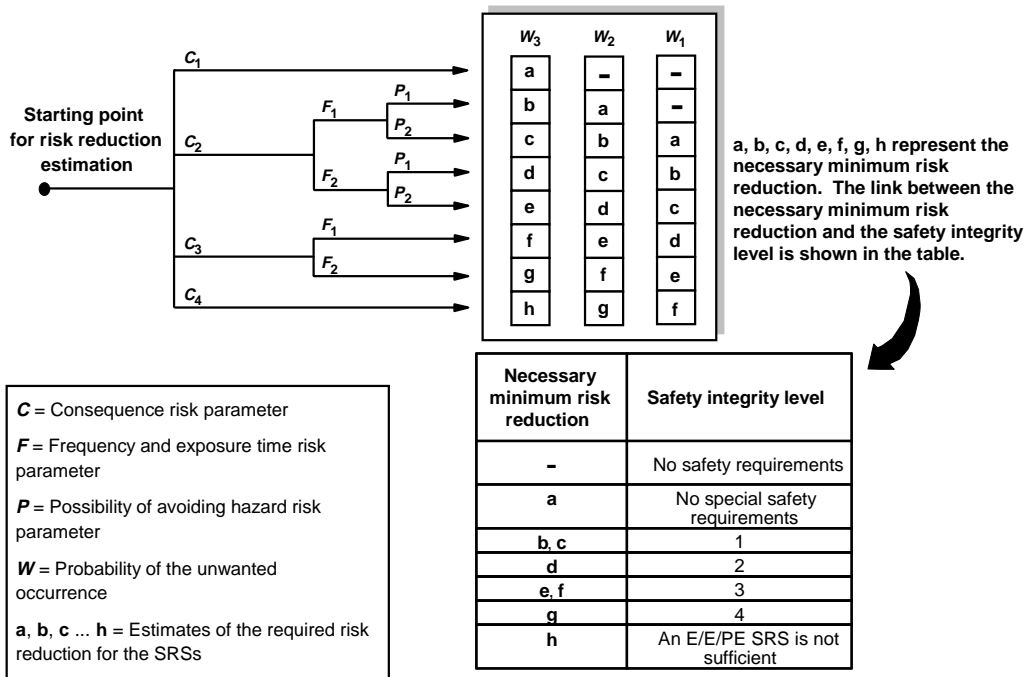 W3 W2 W1
C1
a - -
Starting point
for risk reduction
estimation
F1
P1
b a -
C2
P2
c b a
F2
P1
d c b
P2
e d c
C3
F1
f e d
F2
g f e
C4
h g f
a, b, c, d, e, f, g, h represent the
necessary minimum risk
reduction. The link between the
necessary minimum risk
reduction and the safety integrity
level is shown in the table.
C = Consequence risk parameter
F = Frequency and exposure time risk
parameter
P = Possibility of avoiding hazard risk
parameter
W = Probability of the unwanted
occurrence
a, b, c ... h = Estimates of the required risk
reduction for the SRSs
Necessary
minimum risk
reduction
Safety integrity level
- No safety requirements
a No special safety
requirements
b, c 1
d 2
e, f 3
g 4
h An E/E/PE SRS is not
sufficient